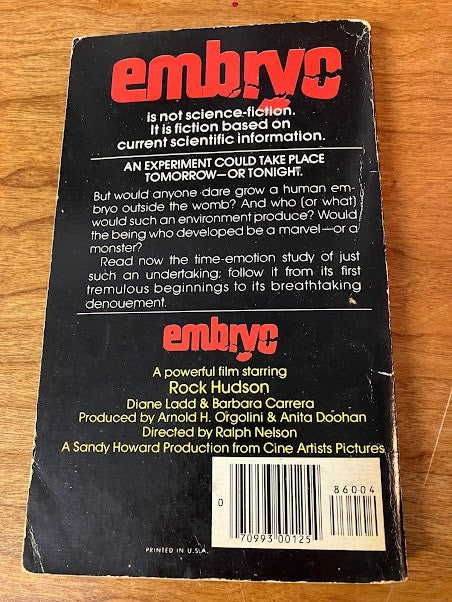 embryo
is not science-fiction.
It is fiction based on
current scientific information.
AN EXPERIMENT COULD TAKE PLACE
TOMORROW—OR TONIGHT.
But would anyone dare grow a human em-
bryo outside the womb? And who (or what)
would such an environment produce? Would
the being who developed be a marvel—or a
monster?
Read now the time-emotion study of just
such an undertaking; follow it from its first
tremulous beginnings to its breathtaking
denouement.
embryo
A powerful film starring
Rock Hudson
Diane Ladd & Barbara Carrera
Produced by Arnold H. Orgolini & Anita Doohan
Directed by Ralph Nelson
A Sandy Howard Production from Cine Artists Pictures
86004
0
70993 00125
PRINTED IN U.S.A.